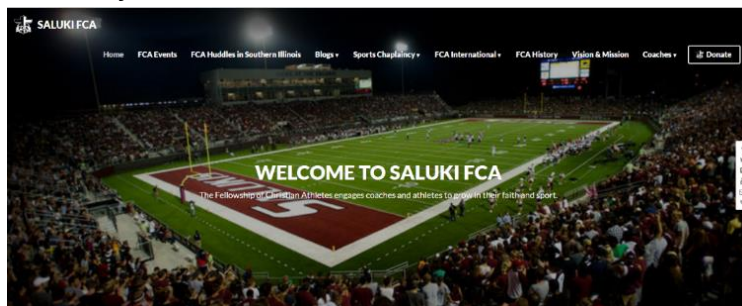 SALUKI FCA
Home FCA Events FCA Huddles in Southern Illinois Blogs Sports Chaplaincy FCA International FCA History Vision & Mission Coaches Donate
WELCOME TO SALUKI FCA
The Fellowship of Christian Athletes engages coaches and athletes to grow in their faith and sport.